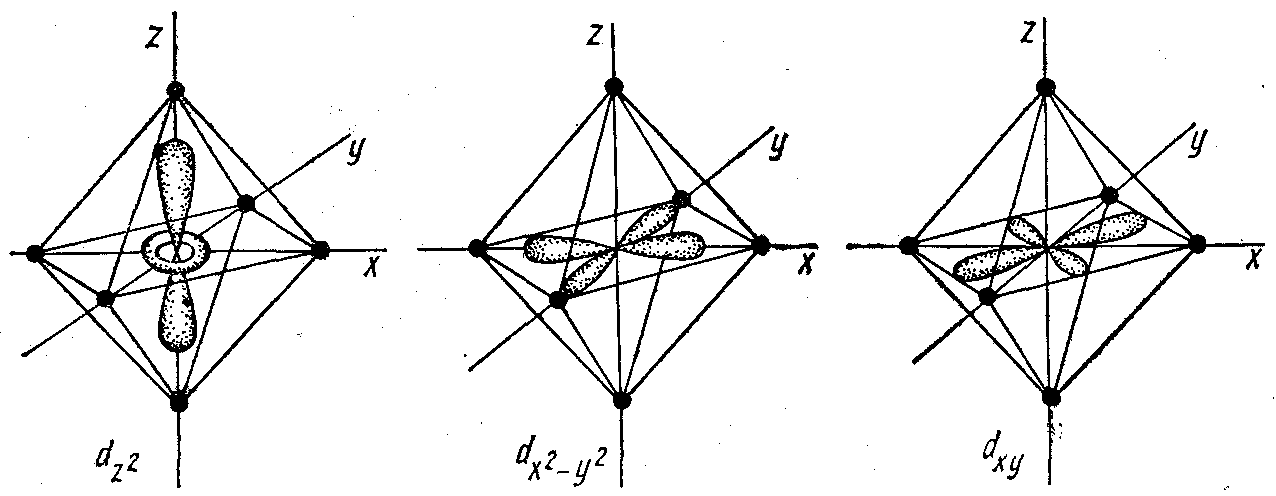 z
y
x
d_{z^2}
z
y
x
d_{x^2-y^2}
z
y
x
d_{xy}